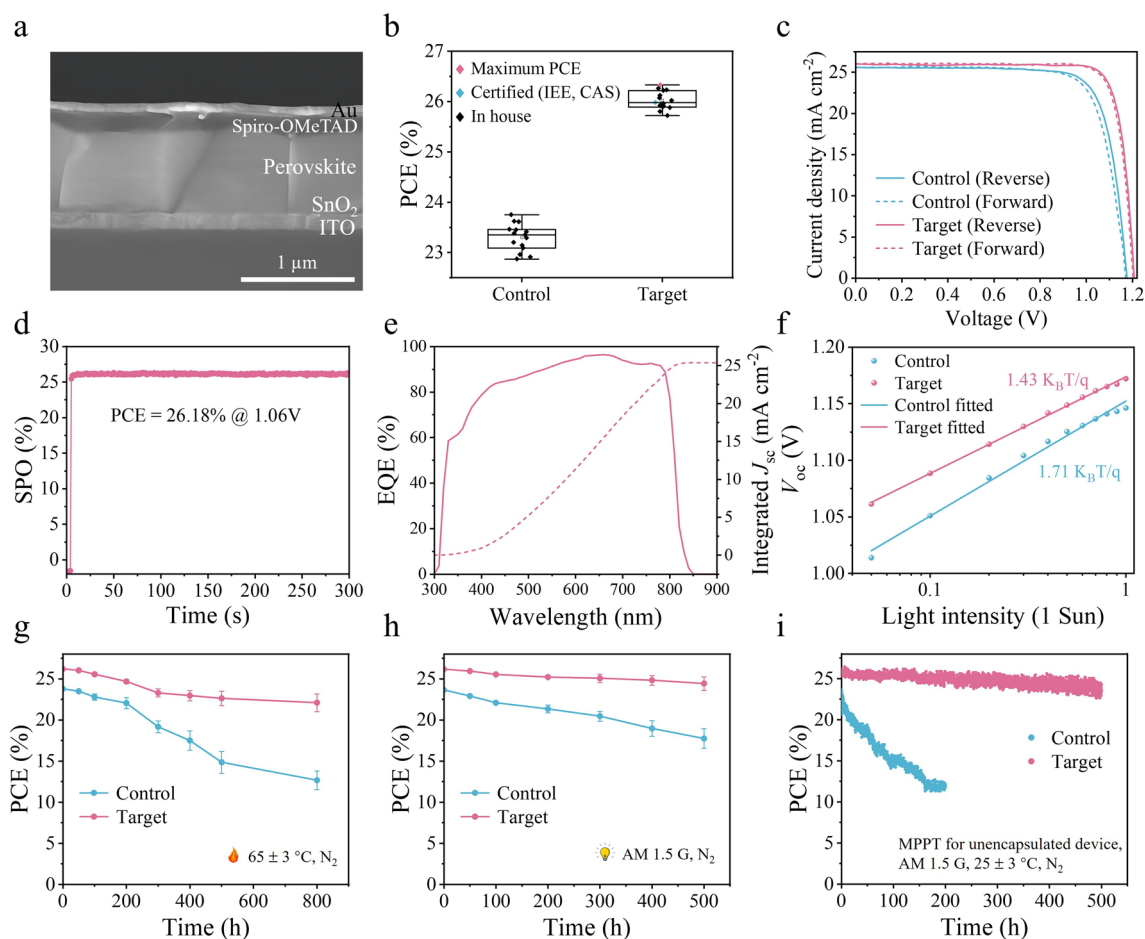 a
Au
Spiro-OMeTAD
Perovskite
SnO₂
ITO
1 µm
b
27
26
25
24
23
PCE (%)
Maximum PCE
Certified (IEE, CAS)
In house
Control
Target
c
30
25
20
15
10
5
0
Current density (mA cm⁻²)
Control (Reverse)
Control (Forward)
Target (Reverse)
Target (Forward)
0.0 0.2 0.4 0.6 0.8 1.0 1.2
Voltage (V)
d
30
25
20
15
10
5
0
SPO (%)
PCE = 26.18% @ 1.06V
0 50 100 150 200 250 300
Time (s)
e
100
80
60
40
20
0
EQE (%)
25
20
15
10
5
0
Integrated Jsc (mA cm⁻²)
300 400 500 600 700 800 900
Wavelength (nm)
f
1.20
1.15
1.10
1.05
1.00
Voc (V)
Control
Target
Control fitted
Target fitted
1.43 KBT/q
1.71 KBT/q
0.1 1
Light intensity (1 Sun)
g
25
20
15
10
5
0
PCE (%)
Control
Target
65 ± 3 °C, N₂
0 200 400 600 800
Time (h)
h
25
20
15
10
5
0
PCE (%)
Control
Target
AM 1.5 G, N₂
0 100 200 300 400 500
Time (h)
i
25
20
15
10
5
0
PCE (%)
Control
Target
MPPT for unencapsulated device,
AM 1.5 G, 25 ± 3 °C, N₂
0 100 200 300 400 500
Time (h)